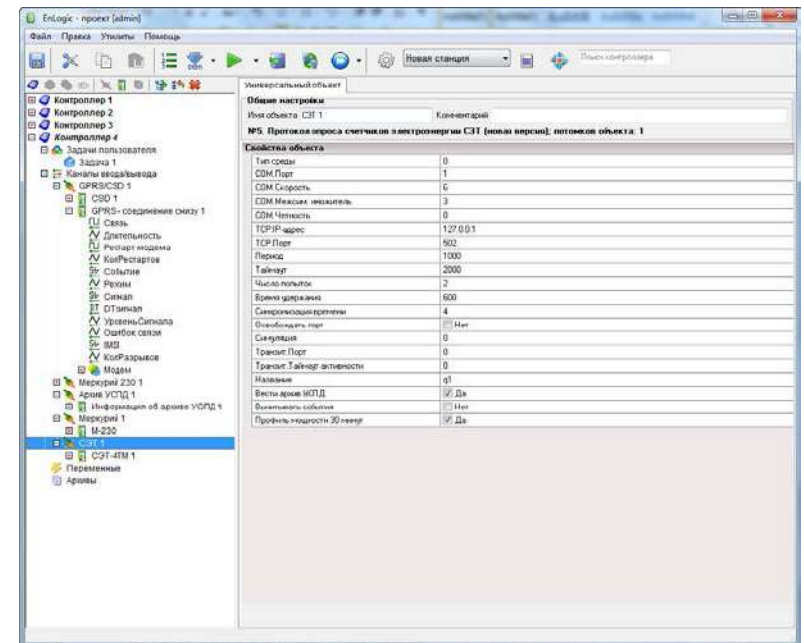 EnLogic - проект [admin]
Файл Правка Утилиты Помощь
Новая станция
Поиск контроллера
Универсальный объект
Контроллер 1
Контроллер 2
Контроллер 3
Контроллер 4
Задачи пользователя
Задача 1
Каналы ввода/вывода
GPRS/CSD 1
CSD 1
GPRS- соединение снизу 1
Связь
Длительность
Рестарт модема
КолРестартов
Событие
Режим
Сигнал
DTсигнал
УровеньСигнала
Ошибок связи
IMSI
КолРазрывов
Модем
Меркурий 230 1
Архив УСПД 1
Информация об архиве УСПД 1
Меркурий 1
М-230
СЭТ 1
СЭТ-4ТМ 1
Переменные
Архивы
Общие настройки
Имя объекта СЭТ 1 Комментарий
№5. Протокол опроса счетчиков электроэнергии СЭТ (новая версия); потомков объекта: 1
Свойства объекта
Тип среды 0
COM.Порт 1
COM.Скорость 6
COM.Межсимв. множитель 3
COM.Четность 0
TCP.IP-адрес 127.0.0.1
TCP.Порт 502
Период 1000
Таймаут 2000
Число попыток 2
Время удержания 600
Синхронизация времени 4
Освобождать порт Нет
Симуляция 0
Транзит.Порт 0
Транзит.Таймаут активности 0
Название q1
Вести архив УСПД Да
Вычитывать события Нет
Профиль мощности 30 минут Да